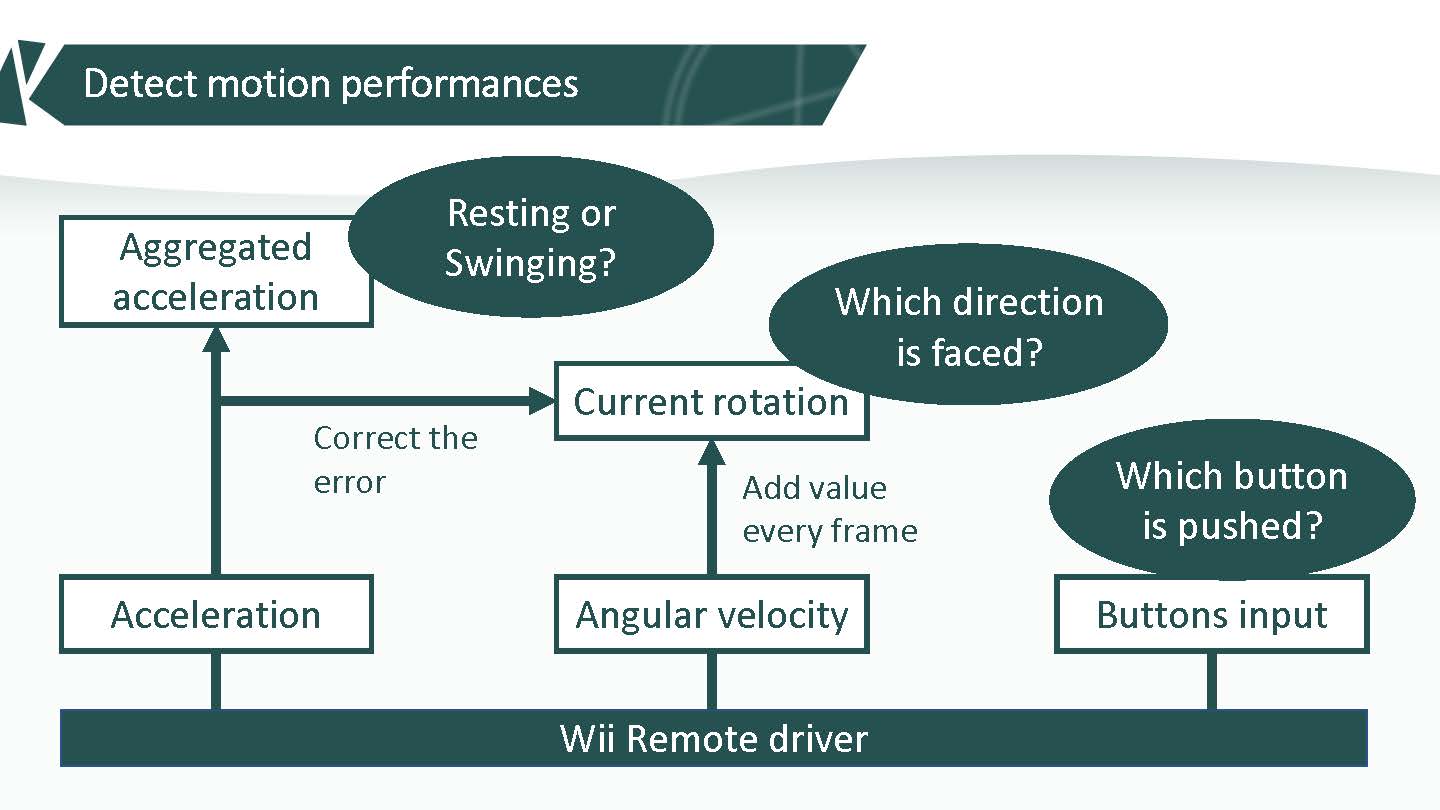 Detect motion performances
Resting or
Swinging?
Aggregated
acceleration
Which direction
is faced?
Current rotation
Correct the
error
Add value
every frame
Which button
is pushed?
Acceleration
Angular velocity
Buttons input
Wii Remote driver